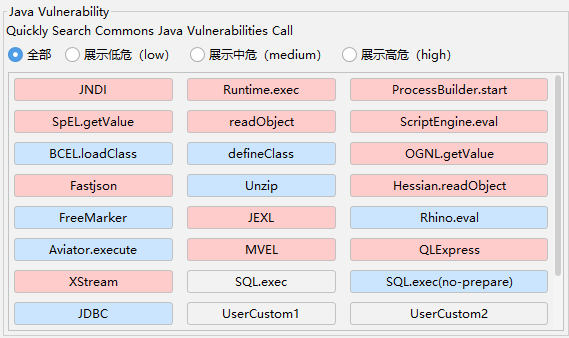 Java Vulnerability
Quickly Search Commons Java Vulnerabilities Call
全部 展示低危（low） 展示中危（medium） 展示高危（high）
JNDI Runtime.exec ProcessBuilder.start
SpEL.getValue readObject ScriptEngine.eval
BCEL.loadClass defineClass OGNL.getValue
Fastjson Unzip Hessian.readObject
FreeMarker JEXL Rhino.eval
Aviator.execute MVEL QLExpress
XStream SQL.exec SQL.exec(no-prepare)
JDBC UserCustom1 UserCustom2